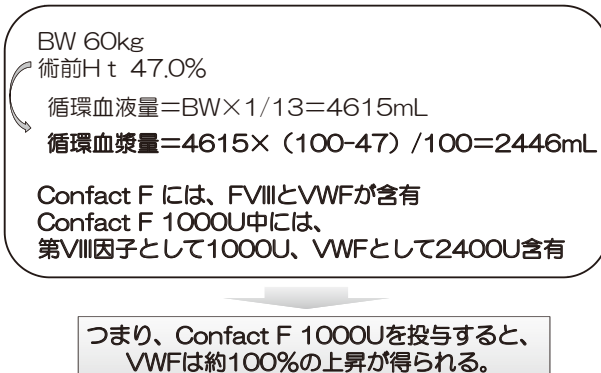 BW 60kg
術前Ht 47.0%
循環血液量=BW×1/13=4615mL
循環血漿量=4615×（100-47）/100=2446mL
Confact F には、FVIIIとVWFが含有
Confact F 1000U中には、
第VIII因子として1000U、VWFとして2400U含有
つまり、Confact F 1000Uを投与すると、
VWFは約100%の上昇が得られる。